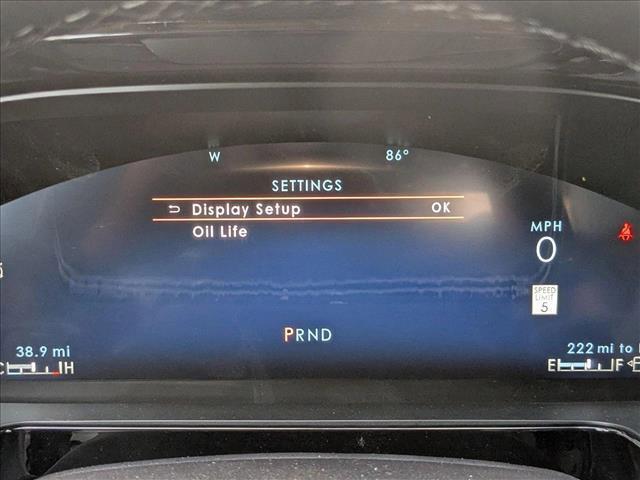 W 86°
SETTINGS
Display Setup OK
Oil Life
MPH
0
SPEED
LIMIT
5
PRND
38.9 mi 222 mi to
C H E F